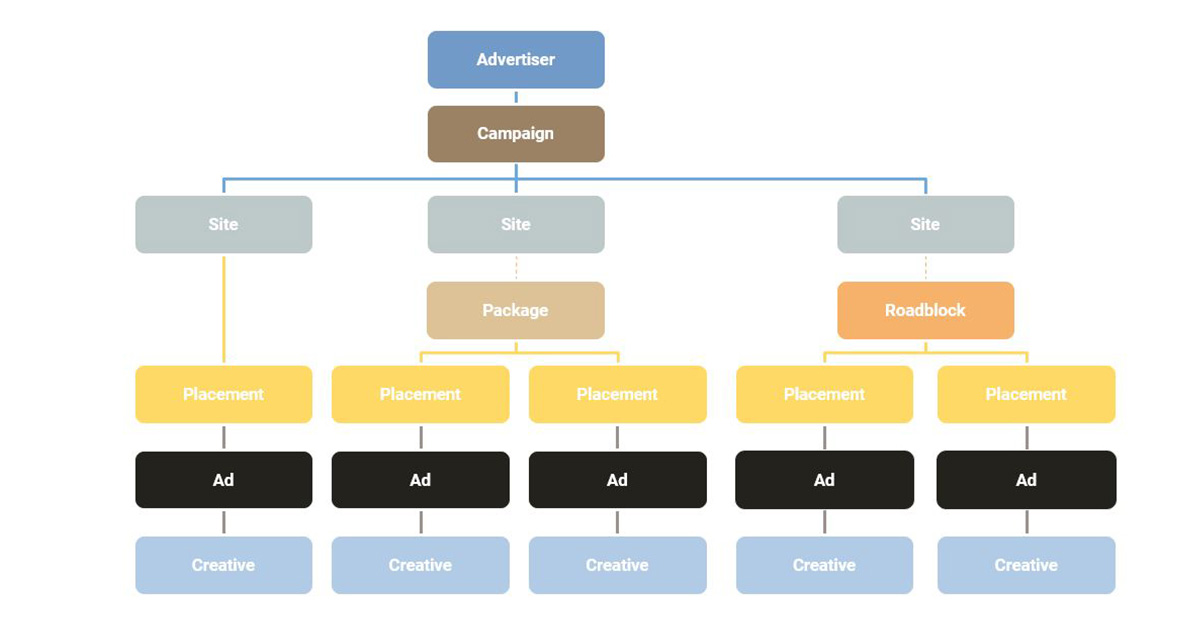 Advertiser
Campaign
Site Site Site
Package Roadblock
Placement Placement Placement Placement Placement
Ad Ad Ad Ad Ad
Creative Creative Creative Creative Creative